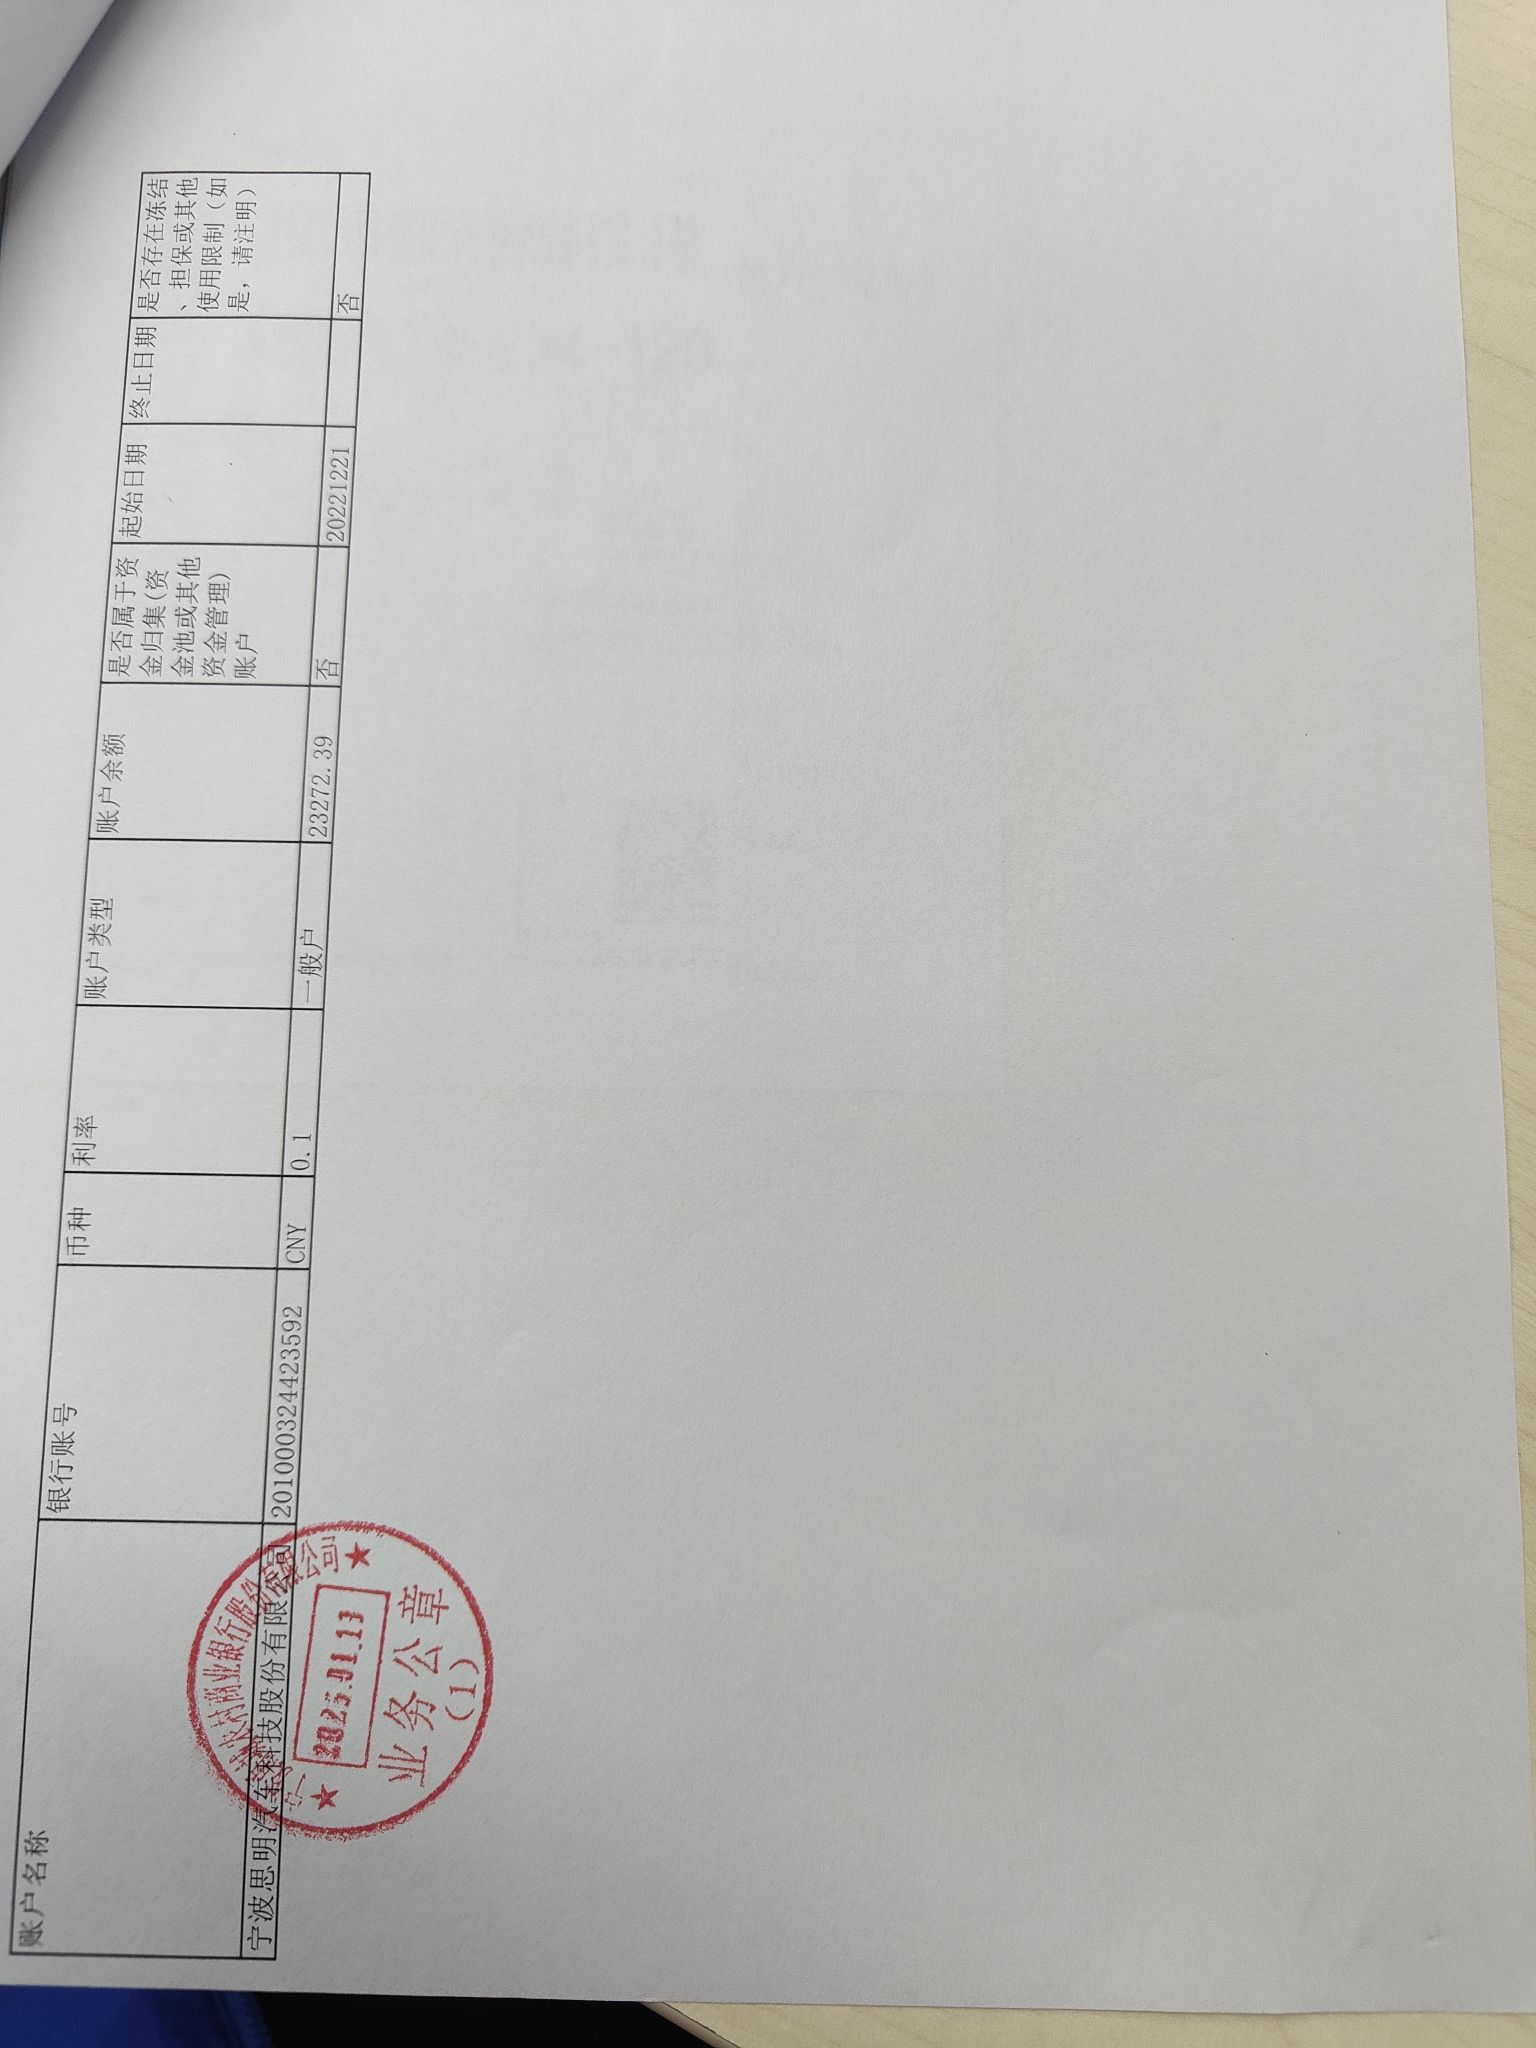 账户名称 银行账号 币种 利率 账户类型 账户余额 是否属于资 起始日期 终止日期 是否存在冻结
金归集(资 、担保或其他
金池或其他 使用限制（如
资金管理) 是，请注明）
账户
宁波思明汽车科技股份有限公司 201000324423592 CNY 0.1 一般户 23272.39 否 20221221 否
农村商业银行股份有限公司
2025.01.13
业务公章
(1)